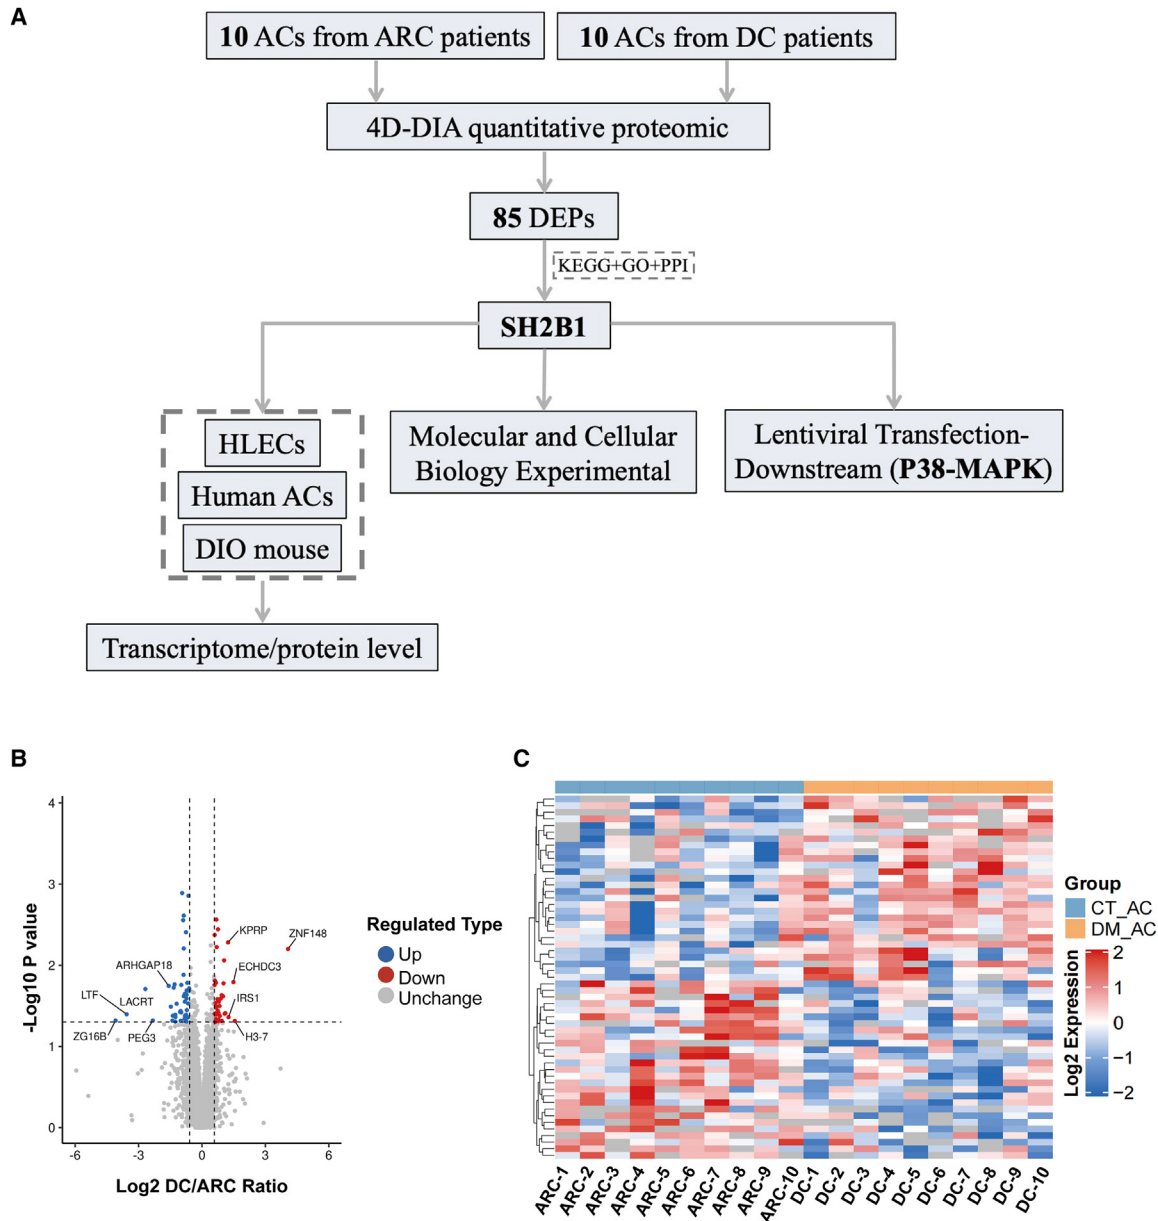 A
10 ACs from ARC patients
10 ACs from DC patients
4D-DIA quantitative proteomic
85 DEPs
KEGG+GO+PPI
SH2B1
HLECs
Human ACs
DIO mouse
Molecular and Cellular
Biology Experimental
Lentiviral Transfection-
Downstream (P38-MAPK)
Transcriptome/protein level
B
-Log10 P value
4
3
2
1
0
-6
-3
0
3
6
Log2 DC/ARC Ratio
KPRP
ZNF148
ARHGAP18
ECHDC3
LTF
LACRT
IRS1
ZG16B
PEG3
H3-7
Regulated Type
Up
Down
Unchange
C
Group
CT_AC
DM_AC
Log2 Expression
2
1
0
−1
−2
ARC-1
ARC-2
ARC-3
ARC-4
ARC-5
ARC-6
ARC-7
ARC-8
ARC-9
ARC-10
DC-1
DC-2
DC-3
DC-4
DC-5
DC-6
DC-7
DC-8
DC-9
DC-10